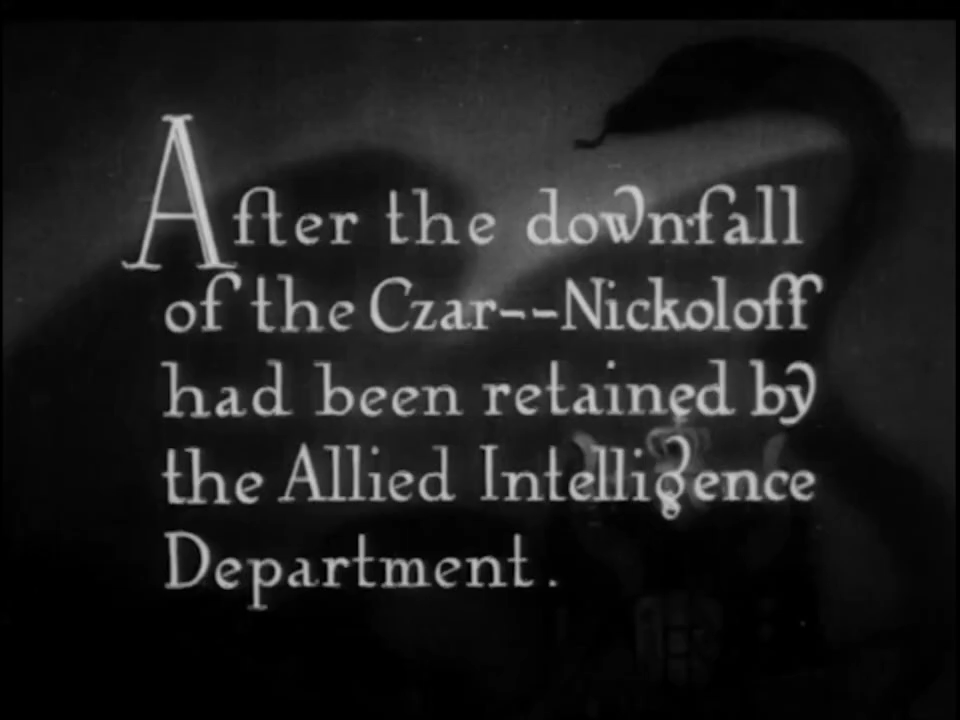 After the downfall
of the Czar--Nickoloff
had been retained by
the Allied Intelligence
Department.